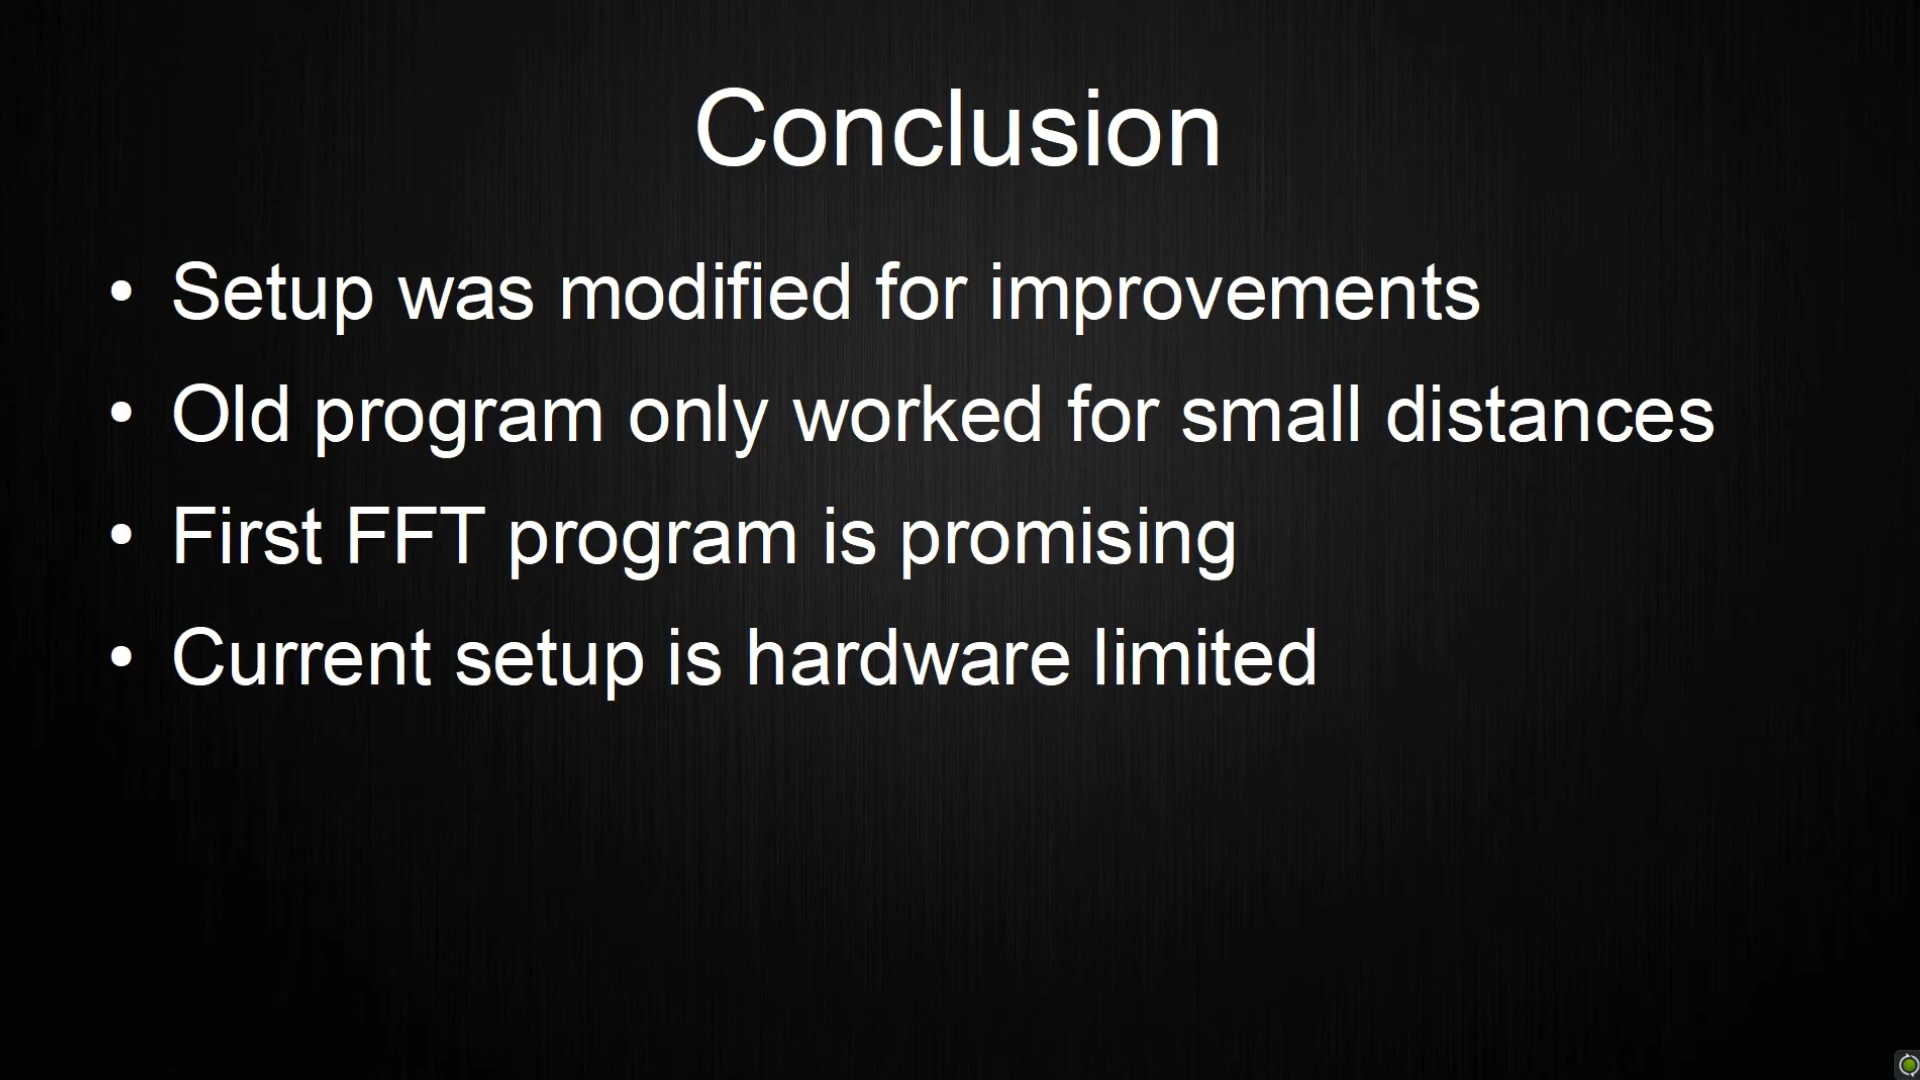 Conclusion
• Setup was modified for improvements
• Old program only worked for small distances
• First FFT program is promising
• Current setup is hardware limited